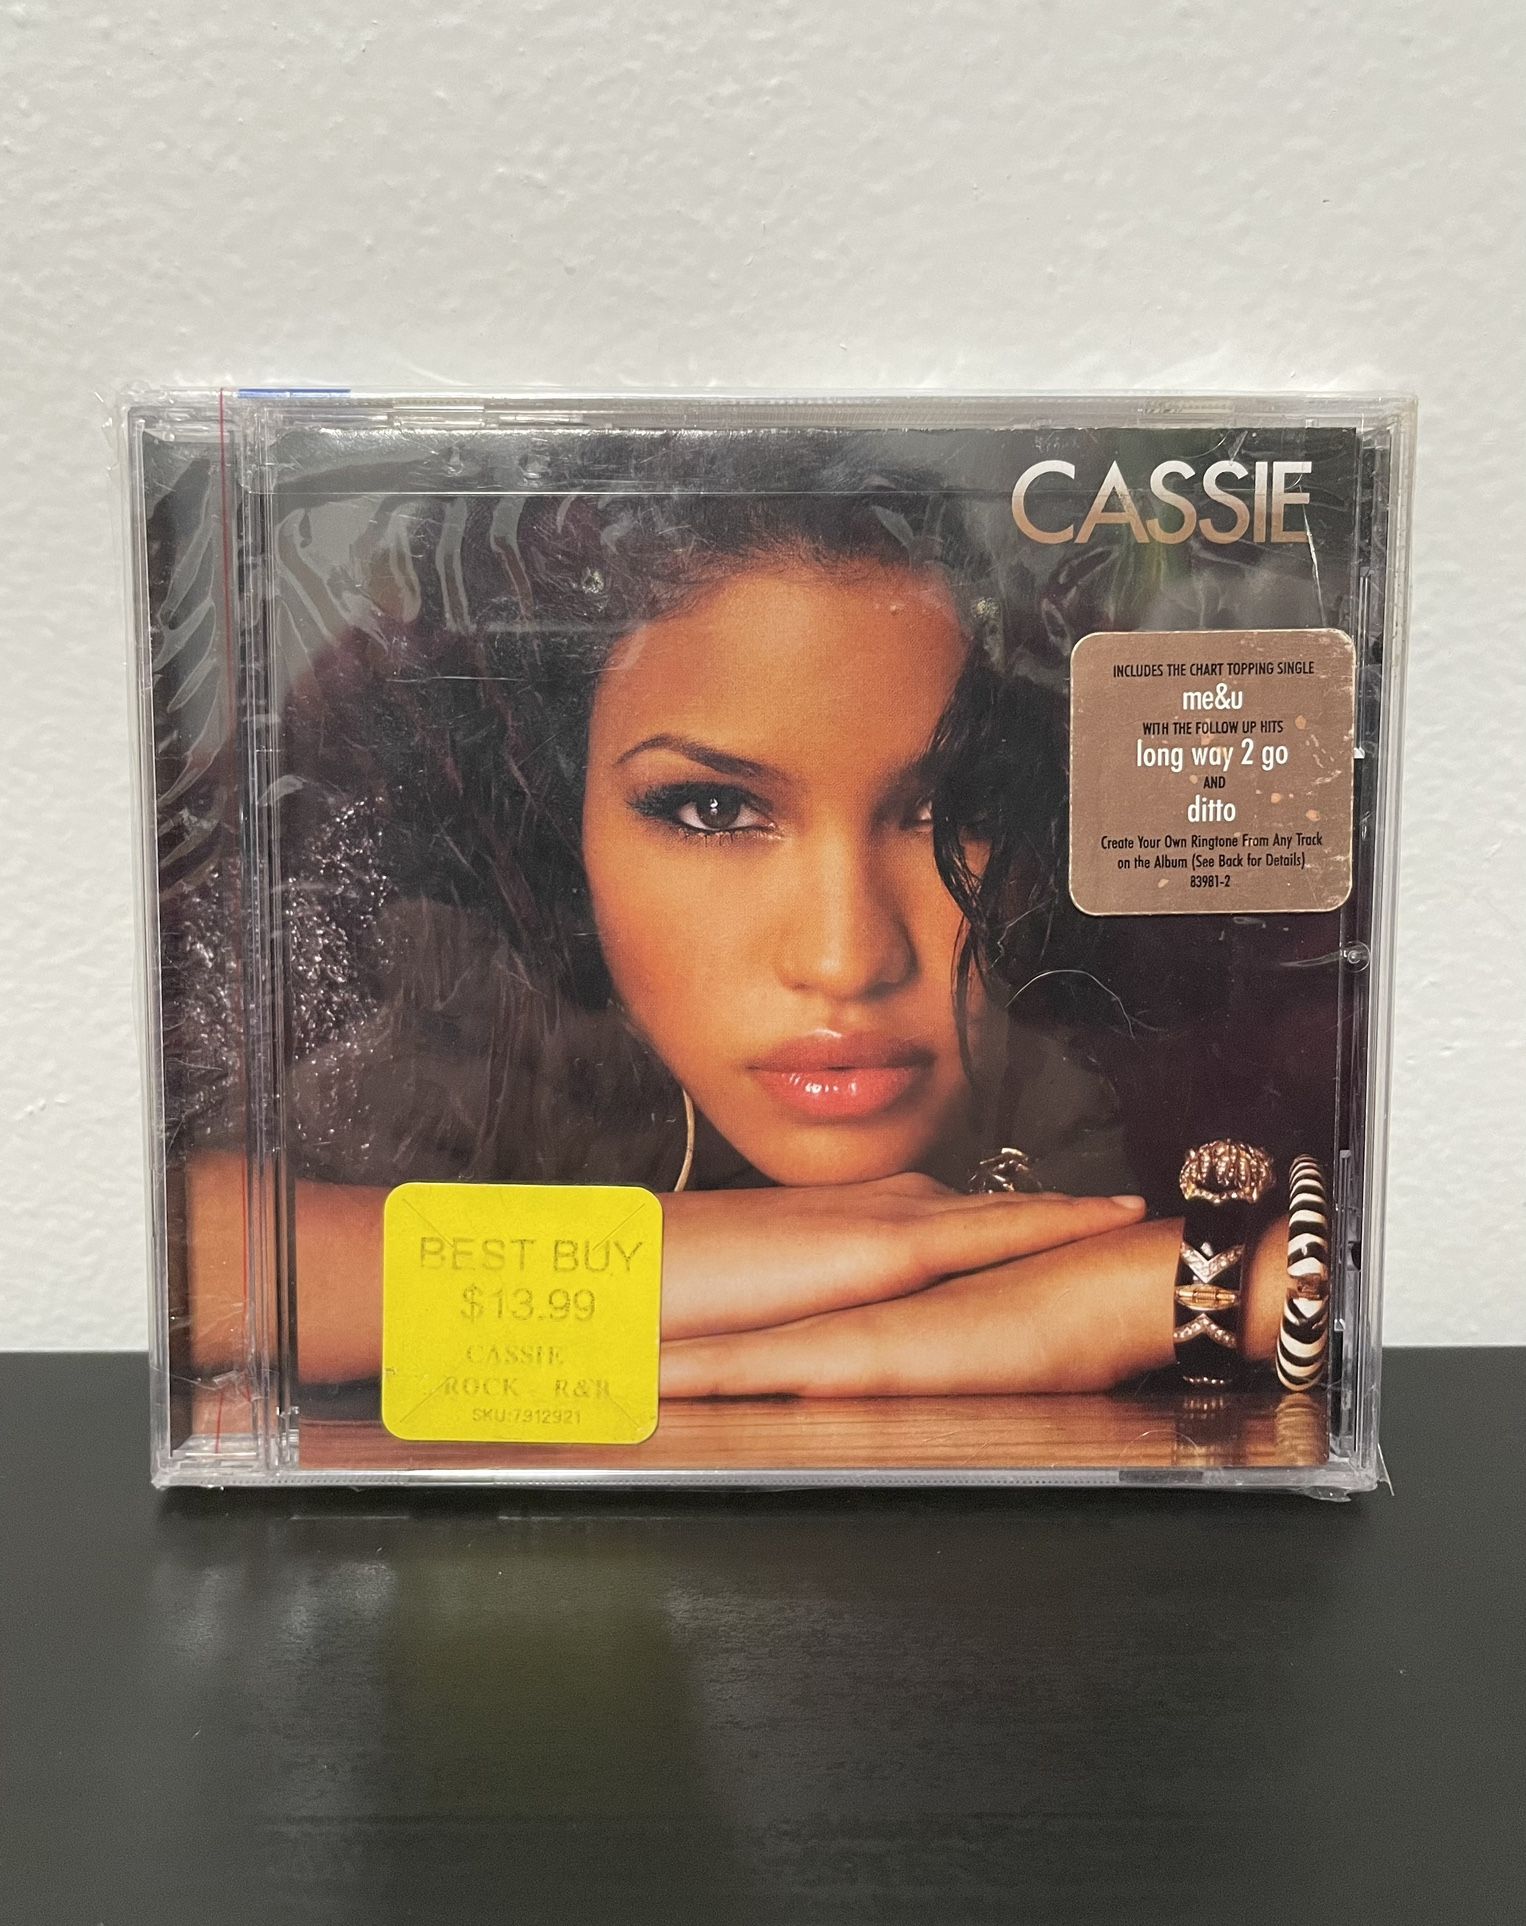 CASSIE
INCLUDES THE CHART TOPPING SINGLE
me&u
WITH THE FOLLOW UP HITS
long way 2 go
AND
ditto
Create Your Own Ringtone From Any Track
on the Album (See Back for Details)
83981-2
BEST BUY
$13.99
CASSIE
ROCK - R&B
SKU:7912921